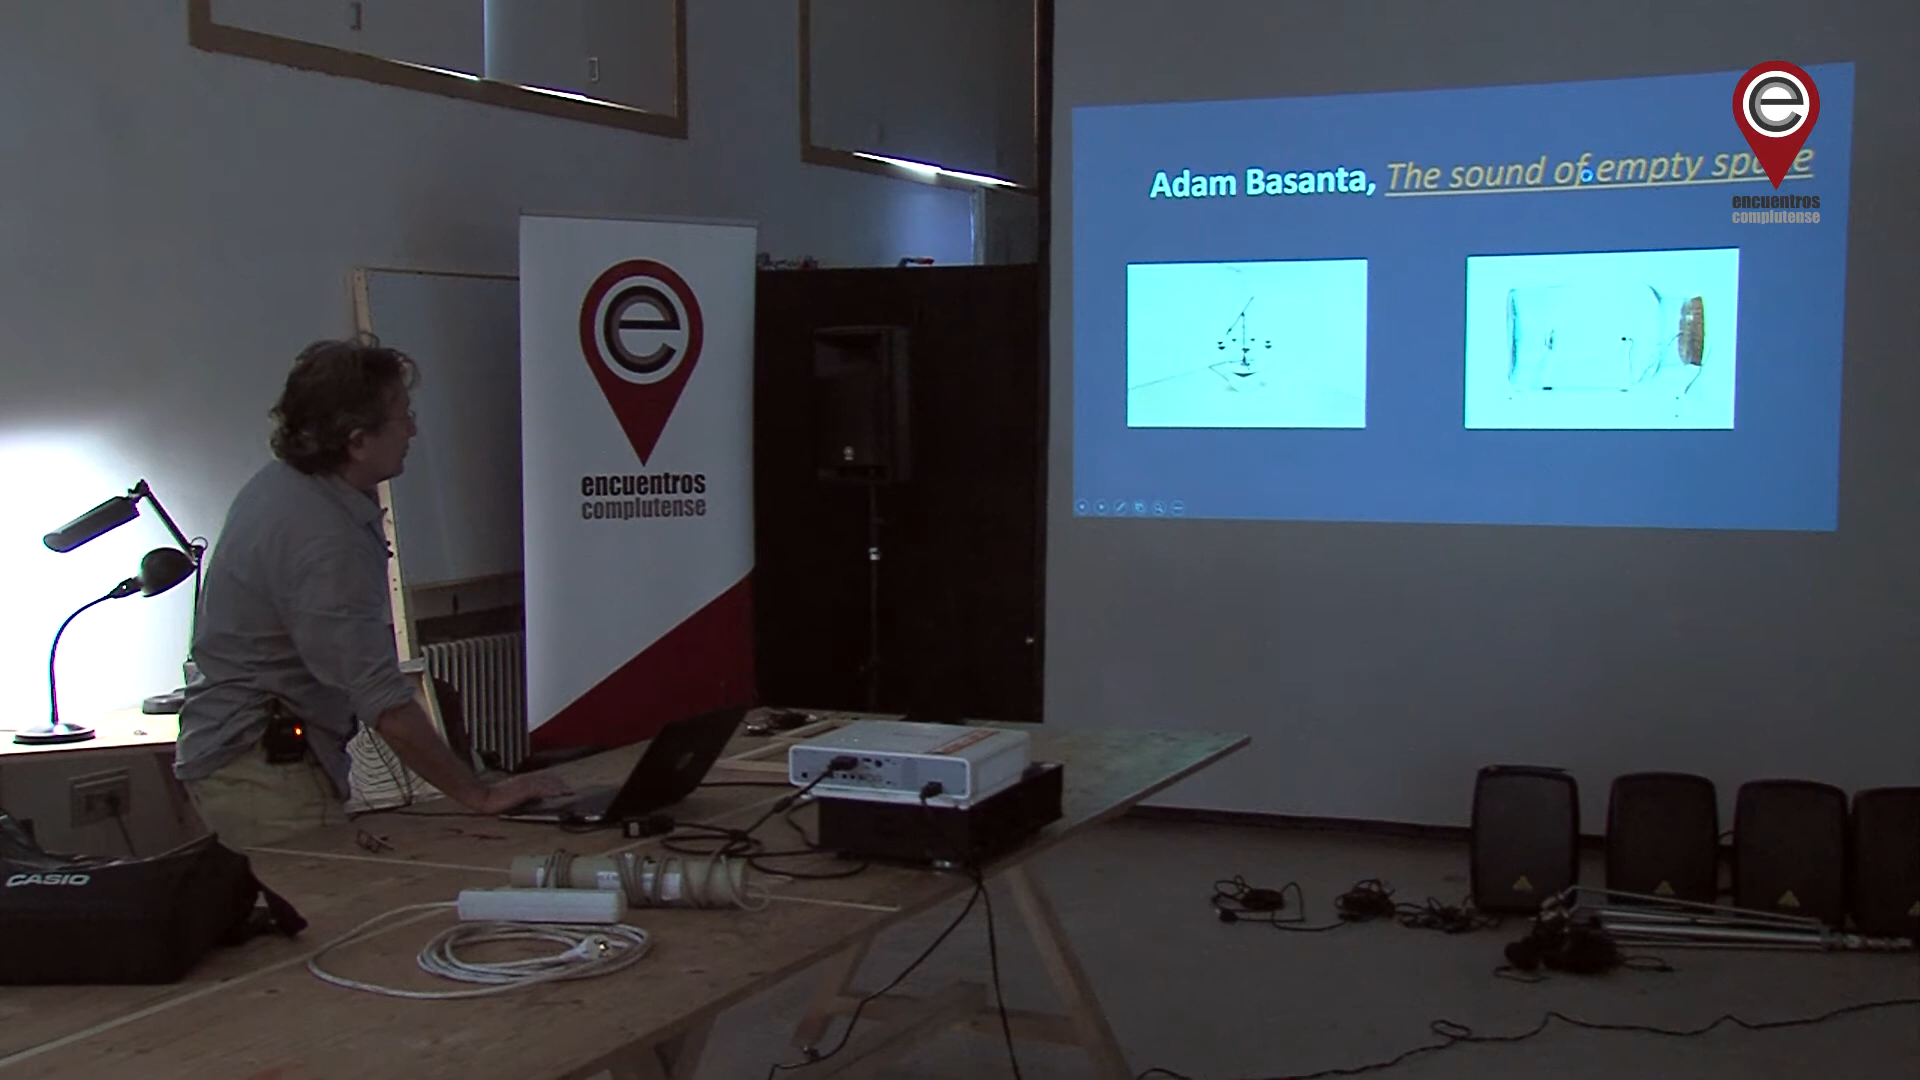 Adam Basanta, The sound of empty space
e
encuentros
complutense
e
encuentros
complutense
CASIO